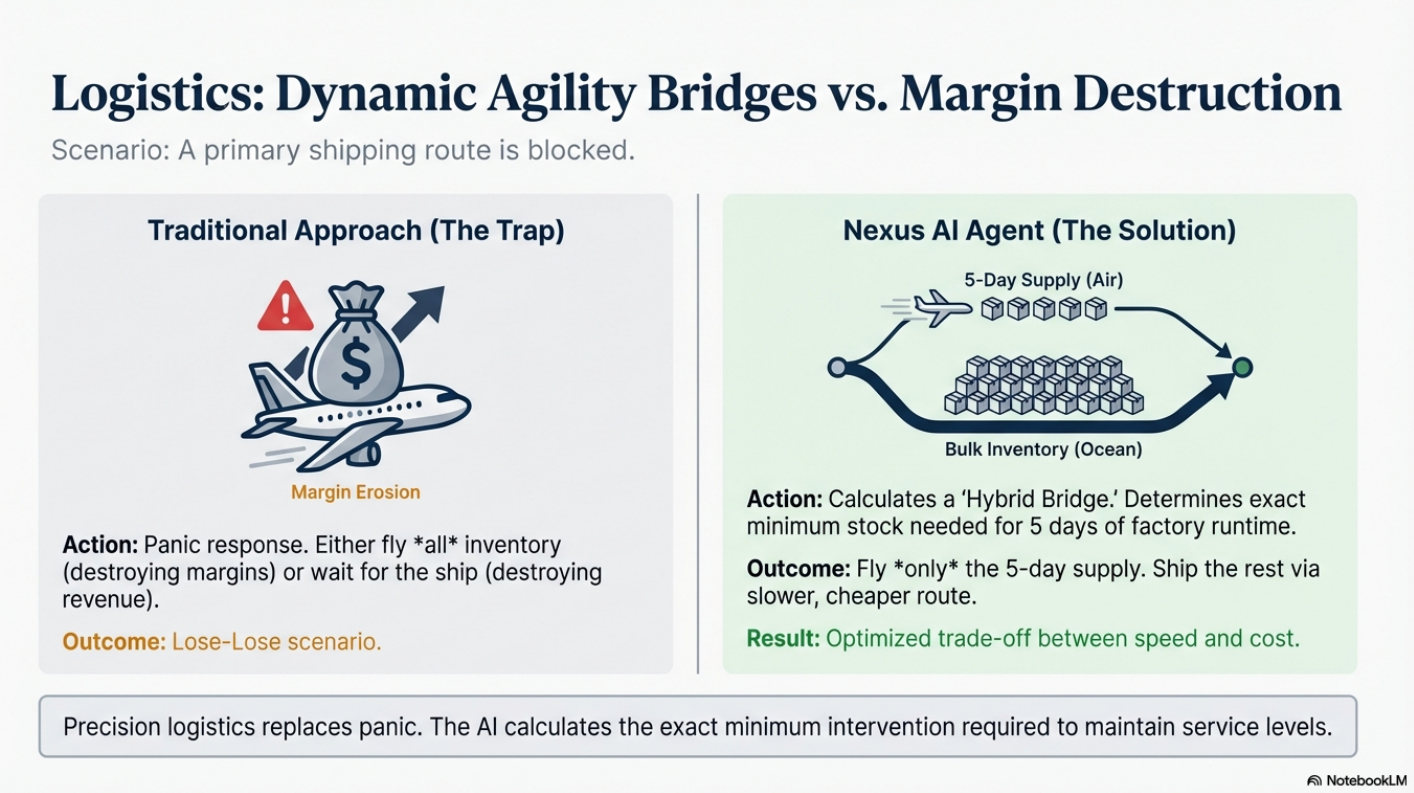 Logistics: Dynamic Agility Bridges vs. Margin Destruction
Scenario: A primary shipping route is blocked.
Traditional Approach (The Trap)
$
Margin Erosion
Action: Panic response. Either fly *all* inventory
(destroying margins) or wait for the ship (destroying
revenue).
Outcome: Lose-Lose scenario.
Nexus AI Agent (The Solution)
5-Day Supply (Air)
Bulk Inventory (Ocean)
Action: Calculates a ‘Hybrid Bridge.’ Determines exact
minimum stock needed for 5 days of factory runtime.
Outcome: Fly *only* the 5-day supply. Ship the rest via
slower, cheaper route.
Result: Optimized trade-off between speed and cost.
Precision logistics replaces panic. The AI calculates the exact minimum intervention required to maintain service levels.
NotebookLM